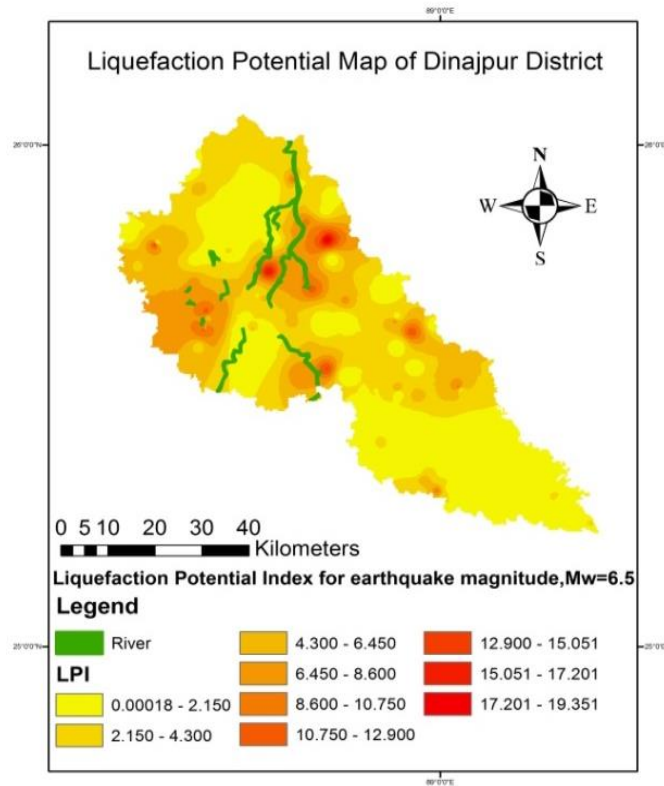 89°0'0"E
Liquefaction Potential Map of Dinajpur District
26°0'0"N
26°0'0"N
N
W E
S
0 5 10 20 30 40
Kilometers
Liquefaction Potential Index for earthquake magnitude,Mw=6.5
Legend
River
LPI
0.00018 - 2.150
2.150 - 4.300
4.300 - 6.450
6.450 - 8.600
8.600 - 10.750
10.750 - 12.900
12.900 - 15.051
15.051 - 17.201
17.201 - 19.351
25°0'0"N
25°0'0"N
89°0'0"E